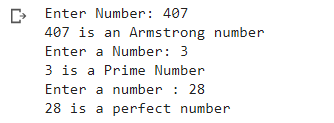 Enter Number: 407
407 is an Armstrong number
Enter a Number: 3
3 is a Prime Number
Enter a number : 28
28 is a perfect number